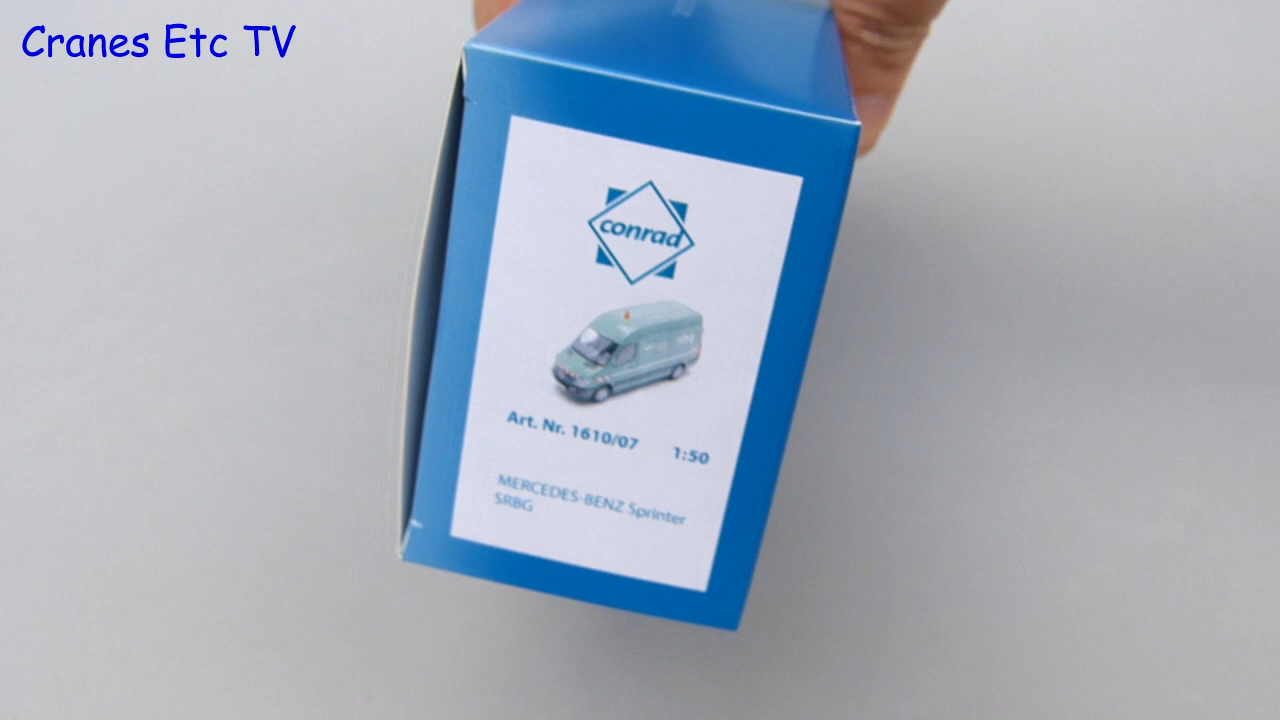 Cranes Etc TV
conrad
Art. Nr. 1610/07 1:50
MERCEDES-BENZ Sprinter
SRBG